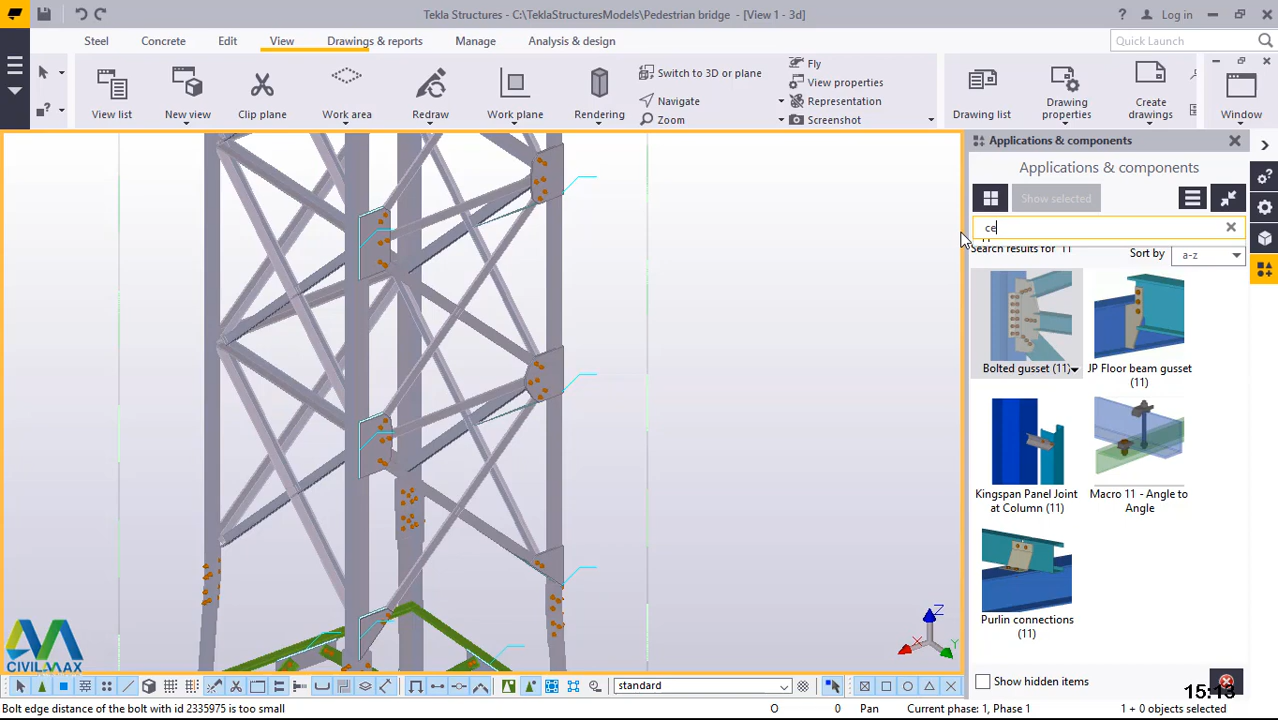 Tekla Structures - C:\TeklaStructuresModels\Pedestrian bridge - [View 1 - 3d]
Log in
Steel
Concrete
Edit
View
Drawings & reports
Manage
Analysis & design
Quick Launch
View list
New view
Clip plane
Work area
Redraw
Work plane
Rendering
Switch to 3D or plane
Navigate
Zoom
Fly
View properties
Representation
Screenshot
Drawing list
Drawing
properties
Create
drawings
Window
Applications & components
Applications & components
Show selected
ce
Search results for '11'
Sort by
a-z
Bolted gusset (11)
JP Floor beam gusset
(11)
Kingspan Panel Joint
at Column (11)
Macro 11 - Angle to
Angle
Purlin connections
(11)
Show hidden items
15:13
Z
X
Y
CIVILMAX
standard
Bolt edge distance of the bolt with id 2335975 is too small
O
0
Pan
Current phase: 1, Phase 1
1 + 0 objects selected